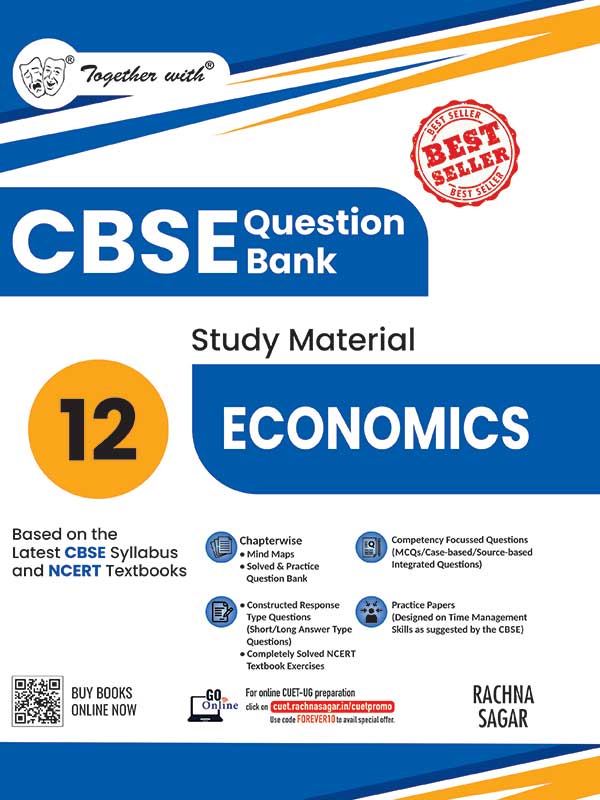 Together with®
®
BEST SELLER
BEST
SELLER
BEST SELLER
CBSE Question
Bank
Study Material
12
ECONOMICS
Based on the
Latest CBSE Syllabus
and NCERT Textbooks
Chapterwise
• Mind Maps
• Solved & Practice
Question Bank
• Constructed Response
Type Questions
(Short/Long Answer Type
Questions)
• Completely Solved NCERT
Textbook Exercises
Competency Focussed Questions
(MCQs/Case-based/Source-based
Integrated Questions)
Practice Papers
(Designed on Time Management
Skills as suggested by the CBSE)
BUY BOOKS
ONLINE NOW
GO
Online
For online CUET-UG preparation
click on cuet.rachnasagar.in/cuetpromo
Use code FOREVER10 to avail special offer.
RACHNA
SAGAR